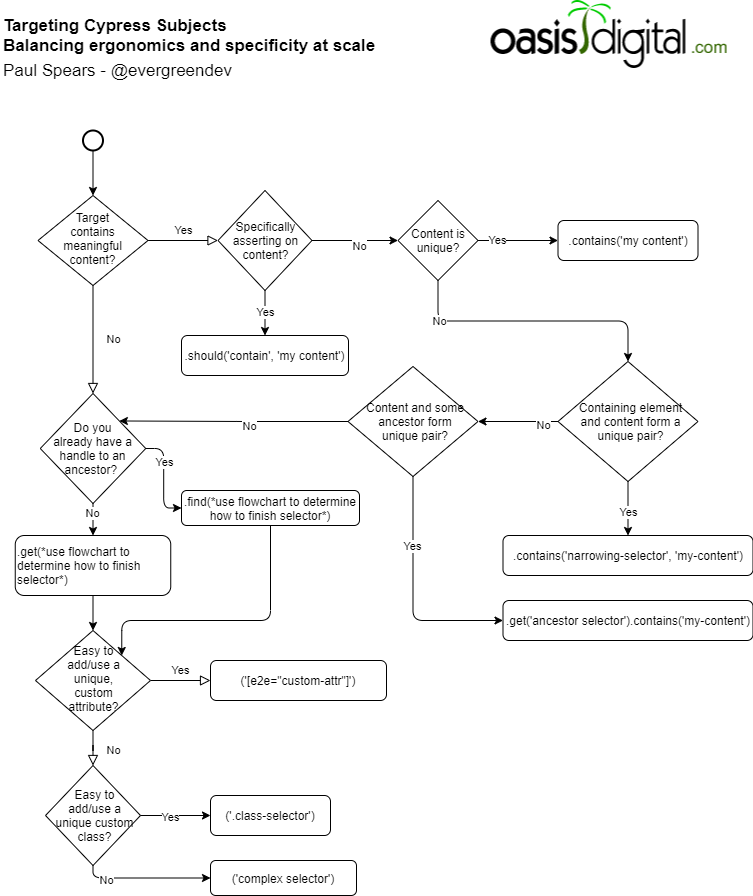 Targeting Cypress Subjects
Balancing ergonomics and specificity at scale
Paul Spears - @evergreendev
oasis digital .com
Target
contains
meaningful
content?
Yes
Specifically
asserting on
content?
No
Content is
unique?
Yes
.contains('my content')
Yes
No
No
.should('contain', 'my content')
Containing element
and content form a
unique pair?
No
Content and some
ancestor form
unique pair?
No
Do you
already have a
handle to an
ancestor?
Yes
No
.find(*use flowchart to determine
how to finish selector*)
Yes
.contains('narrowing-selector', 'my-content')
Yes
.get('ancestor selector').contains('my-content')
.get(*use flowchart to
determine how to finish
selector*)
Easy to
add/use a
unique,
custom
attribute?
Yes
('[e2e="custom-attr"]')
No
Easy to
add/use a
unique custom
class?
Yes
('.class-selector')
No
('complex selector')